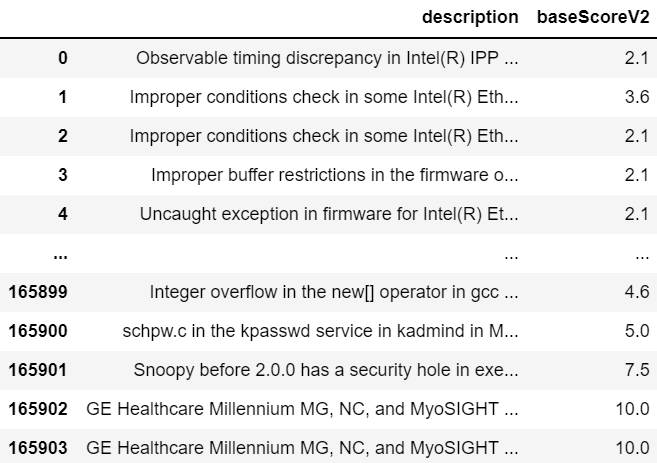 description baseScoreV2
0 Observable timing discrepancy in Intel(R) IPP ... 2.1
1 Improper conditions check in some Intel(R) Eth... 3.6
2 Improper conditions check in some Intel(R) Eth... 2.1
3 Improper buffer restrictions in the firmware o... 2.1
4 Uncaught exception in firmware for Intel(R) Et... 2.1
... ... ...
165899 Integer overflow in the new[] operator in gcc ... 4.6
165900 schpw.c in the kpasswd service in kadmind in M... 5.0
165901 Snoopy before 2.0.0 has a security hole in exe... 7.5
165902 GE Healthcare Millennium MG, NC, and MyoSIGHT ... 10.0
165903 GE Healthcare Millennium MG, NC, and MyoSIGHT ... 10.0